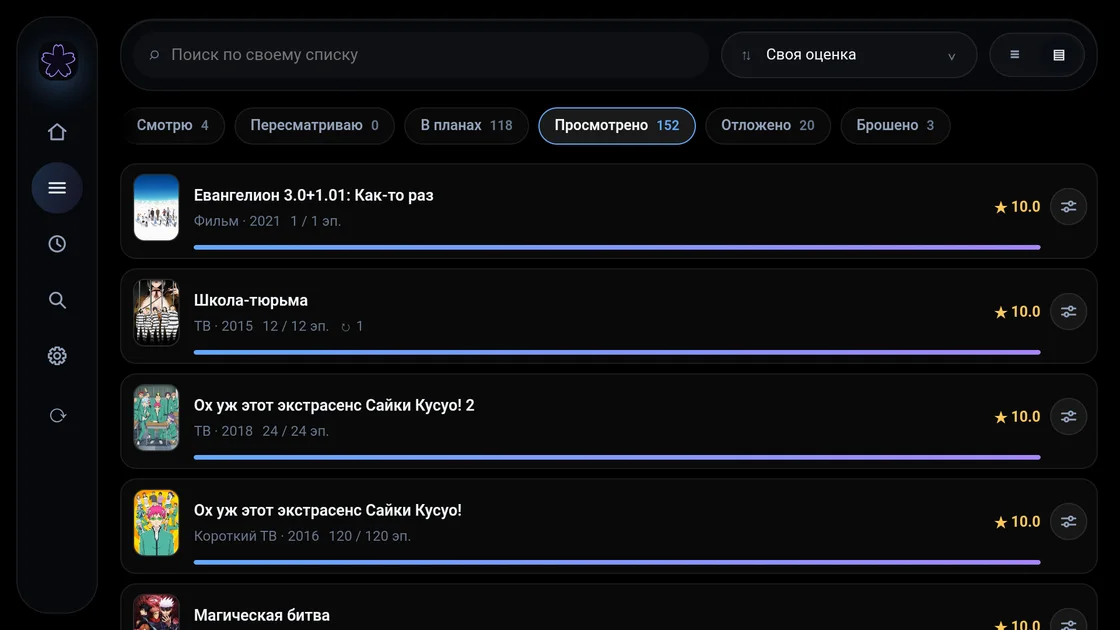 Поиск по своему списку
Своя оценка
Смотрю 4
Пересматриваю 0
В планах 118
Просмотрено 152
Отложено 20
Брошено 3
Евангелион 3.0+1.01: Как-то раз
Фильм · 2021 1 / 1 эп.
★ 10.0
Школа-тюрьма
ТВ · 2015 12 / 12 эп. ↻ 1
★ 10.0
Ох уж этот экстрасенс Сайки Кусуо! 2
ТВ · 2018 24 / 24 эп.
★ 10.0
Ох уж этот экстрасенс Сайки Кусуо!
Короткий ТВ · 2016 120 / 120 эп.
★ 10.0
Магическая битва
★ 10.0